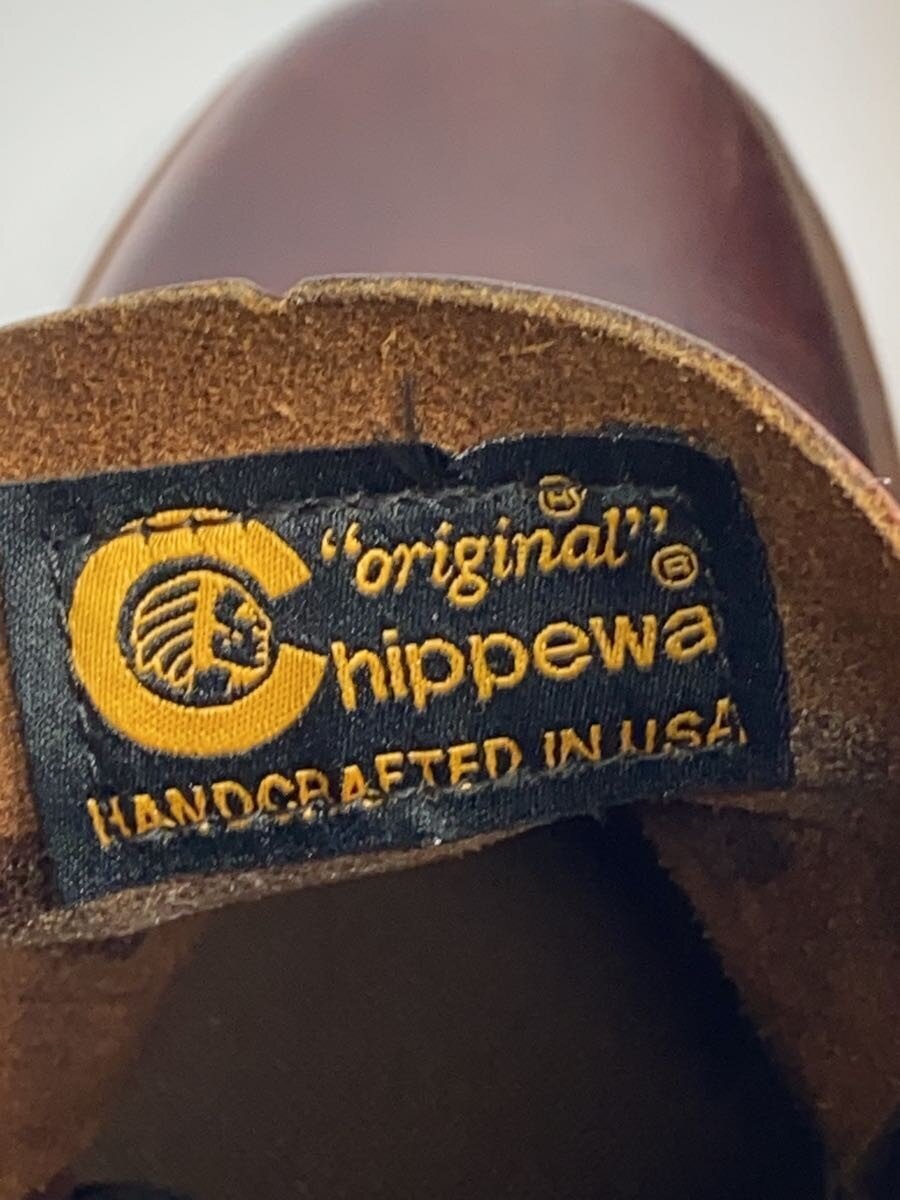 "original"®
Chippewa
HANDCRAFTED IN USA